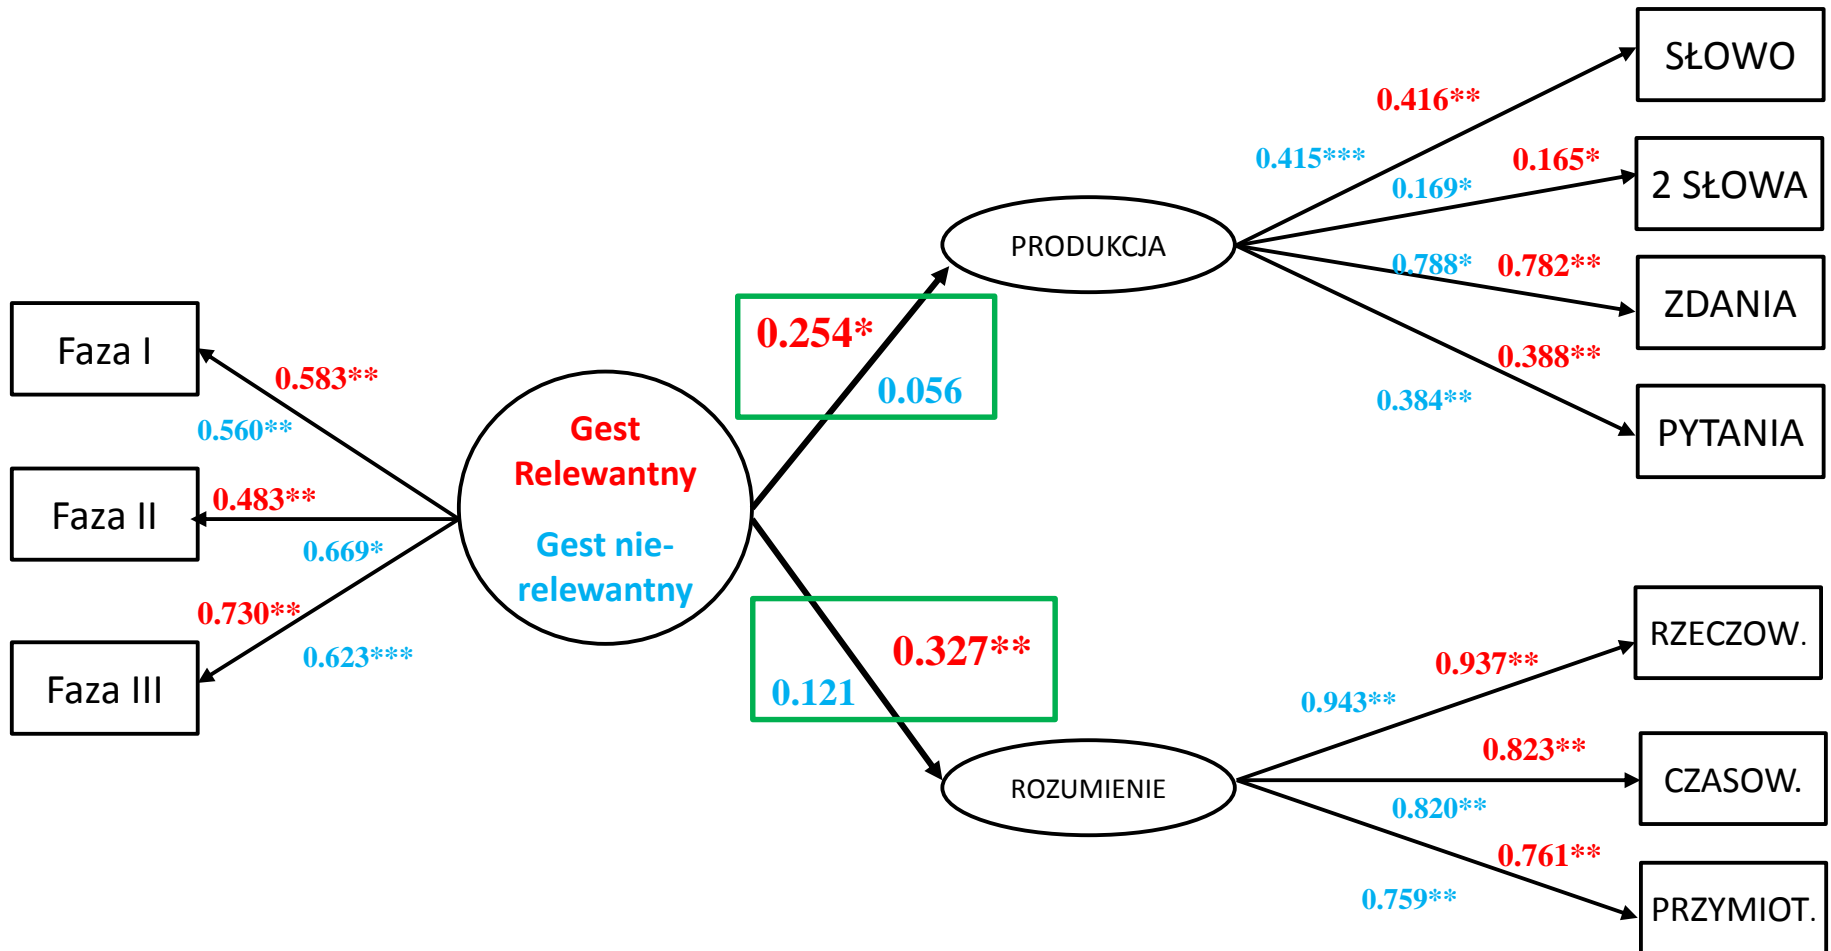 Faza I
Faza II
Faza III
0.583**
0.560**
0.483**
0.669*
0.730**
0.623***
Gest
Relewantny
Gest nie-
relewantny
0.254*
0.056
0.327**
0.121
PRODUKCJA
0.416**
0.415***
0.165*
0.169*
0.788*
0.782**
0.388**
0.384**
SŁOWO
2 SŁOWA
ZDANIA
PYTANIA
ROZUMIENIE
0.937**
0.943**
0.823**
0.820**
0.761**
0.759**
RZECZOW.
CZASOW.
PRZYMIOT.